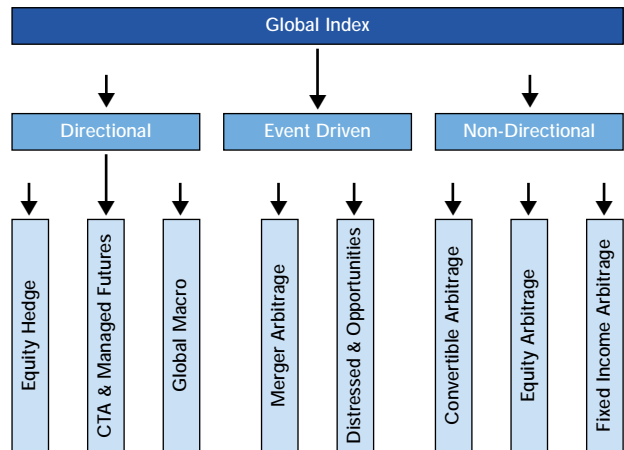 Global Index
Directional
Event Driven
Non-Directional
Equity Hedge
CTA & Managed Futures
Global Macro
Merger Arbitrage
Distressed & Opportunities
Convertible Arbitrage
Equity Arbitrage
Fixed Income Arbitrage